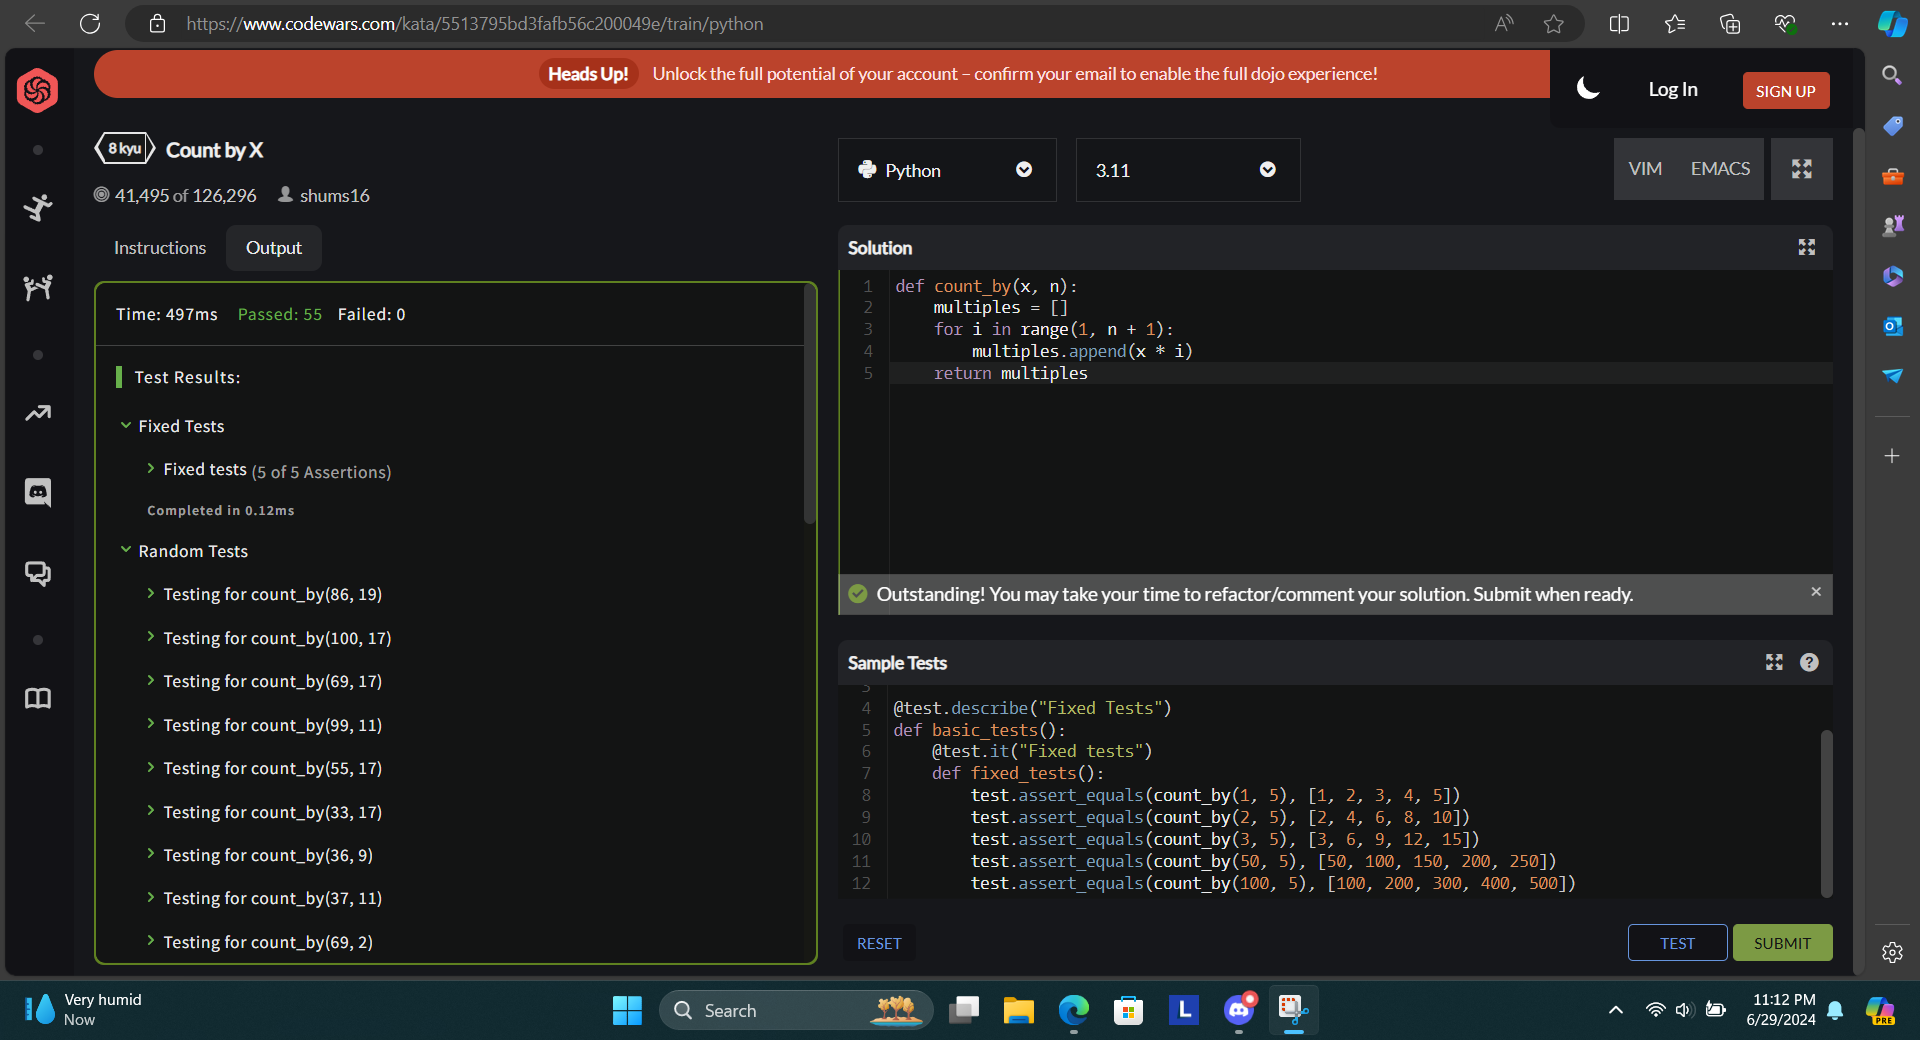 https://www.codewars.com/kata/5513795bd3fafb56c200049e/train/python
Heads Up! Unlock the full potential of your account – confirm your email to enable the full dojo experience!
Log In
SIGN UP
8 kyu Count by X
41,495 of 126,296 shums16
Python
3.11
VIM EMACS
Instructions
Output
Time: 497ms Passed: 55 Failed: 0
Test Results:
Fixed Tests
Fixed tests (5 of 5 Assertions)
Completed in 0.12ms
Random Tests
Testing for count_by(86, 19)
Testing for count_by(100, 17)
Testing for count_by(69, 17)
Testing for count_by(99, 11)
Testing for count_by(55, 17)
Testing for count_by(33, 17)
Testing for count_by(36, 9)
Testing for count_by(37, 11)
Testing for count_by(69, 2)
Solution
1 def count_by(x, n):
2 multiples = []
3 for i in range(1, n + 1):
4 multiples.append(x * i)
5 return multiples
Outstanding! You may take your time to refactor/comment your solution. Submit when ready.
Sample Tests
3
4 @test.describe("Fixed Tests")
5 def basic_tests():
6 @test.it("Fixed tests")
7 def fixed_tests():
8 test.assert_equals(count_by(1, 5), [1, 2, 3, 4, 5])
9 test.assert_equals(count_by(2, 5), [2, 4, 6, 8, 10])
10 test.assert_equals(count_by(3, 5), [3, 6, 9, 12, 15])
11 test.assert_equals(count_by(50, 5), [50, 100, 150, 200, 250])
12 test.assert_equals(count_by(100, 5), [100, 200, 300, 400, 500])
RESET
TEST
SUBMIT
Very humid
Now
Search
L
11:12 PM
6/29/2024
PRE